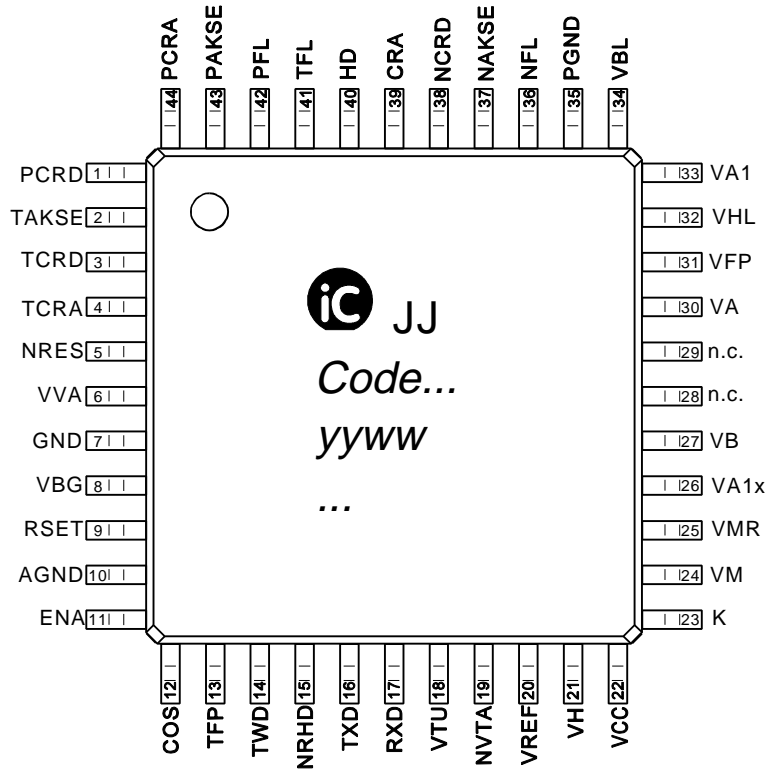 44 PCRA
43 PAKSE
42 PFL
41 TFL
40 HD
39 CRA
38 NCRD
37 NAKSE
36 NFL
35 PGND
34 VBL
PCRD 1
TAKSE 2
TCRD 3
TCRA 4
NRES 5
VVA 6
GND 7
VBG 8
RSET 9
AGND 10
ENA 11
iC JJ
Code...
yyww
...
33 VA1
32 VHL
31 VFP
30 VA
29 n.c.
28 n.c.
27 VB
26 VA1x
25 VMR
24 VM
23 K
COS 12
TFP 13
TWD 14
NRHD 15
TXD 16
RXD 17
VTU 18
NVTA 19
VREF 20
VH 21
VCC 22